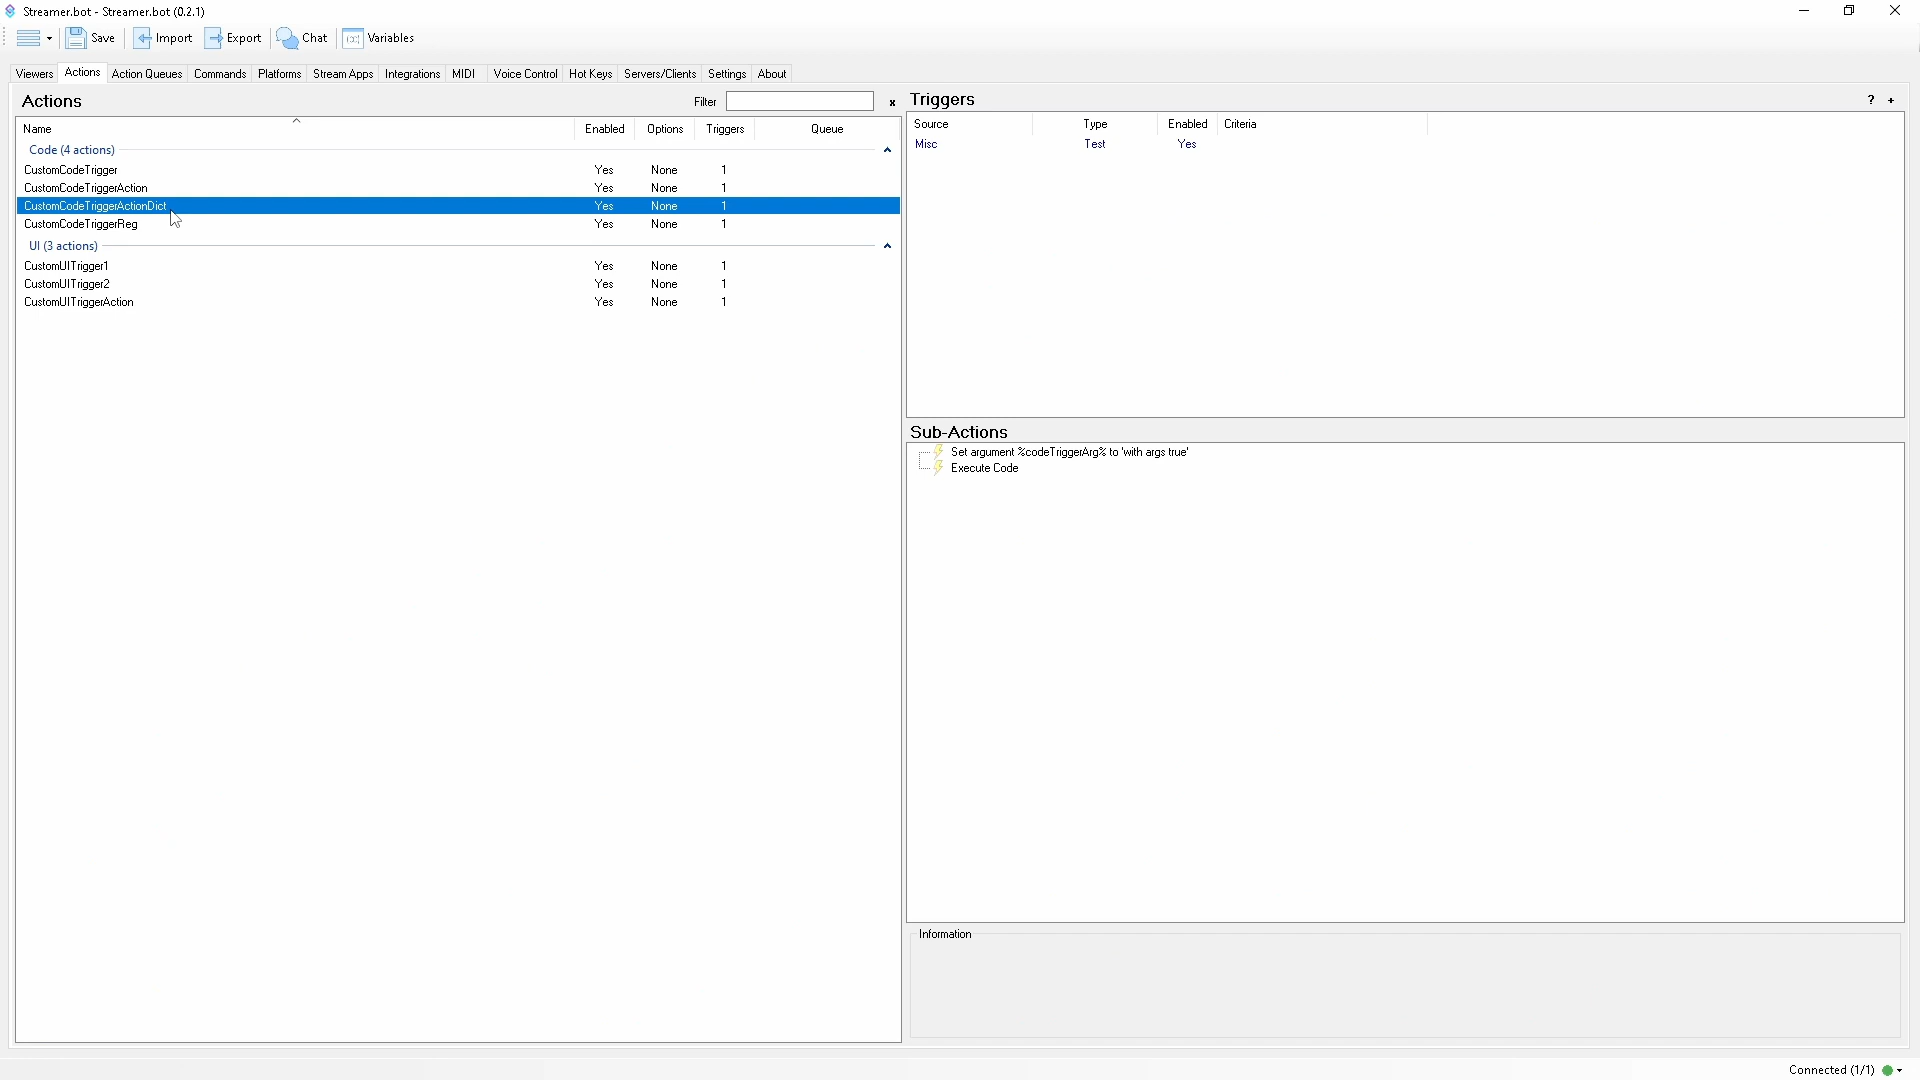 Streamer.bot - Streamer.bot (0.2.1)
Save Import Export Chat Variables
Viewers Actions Action Queues Commands Platforms Stream Apps Integrations MIDI Voice Control Hot Keys Servers/Clients Settings About
Actions Filter x
Name Enabled Options Triggers Queue
Code (4 actions)
CustomCodeTrigger Yes None 1
CustomCodeTriggerAction Yes None 1
CustomCodeTriggerActionDict Yes None 1
CustomCodeTriggerReg Yes None 1
UI (3 actions)
CustomUITrigger1 Yes None 1
CustomUITrigger2 Yes None 1
CustomUITriggerAction Yes None 1
Triggers ? +
Source Type Enabled Criteria
Misc Test Yes
Sub-Actions
Set argument %codeTriggerArg% to 'with args true'
Execute Code
Information
Connected (1/1)